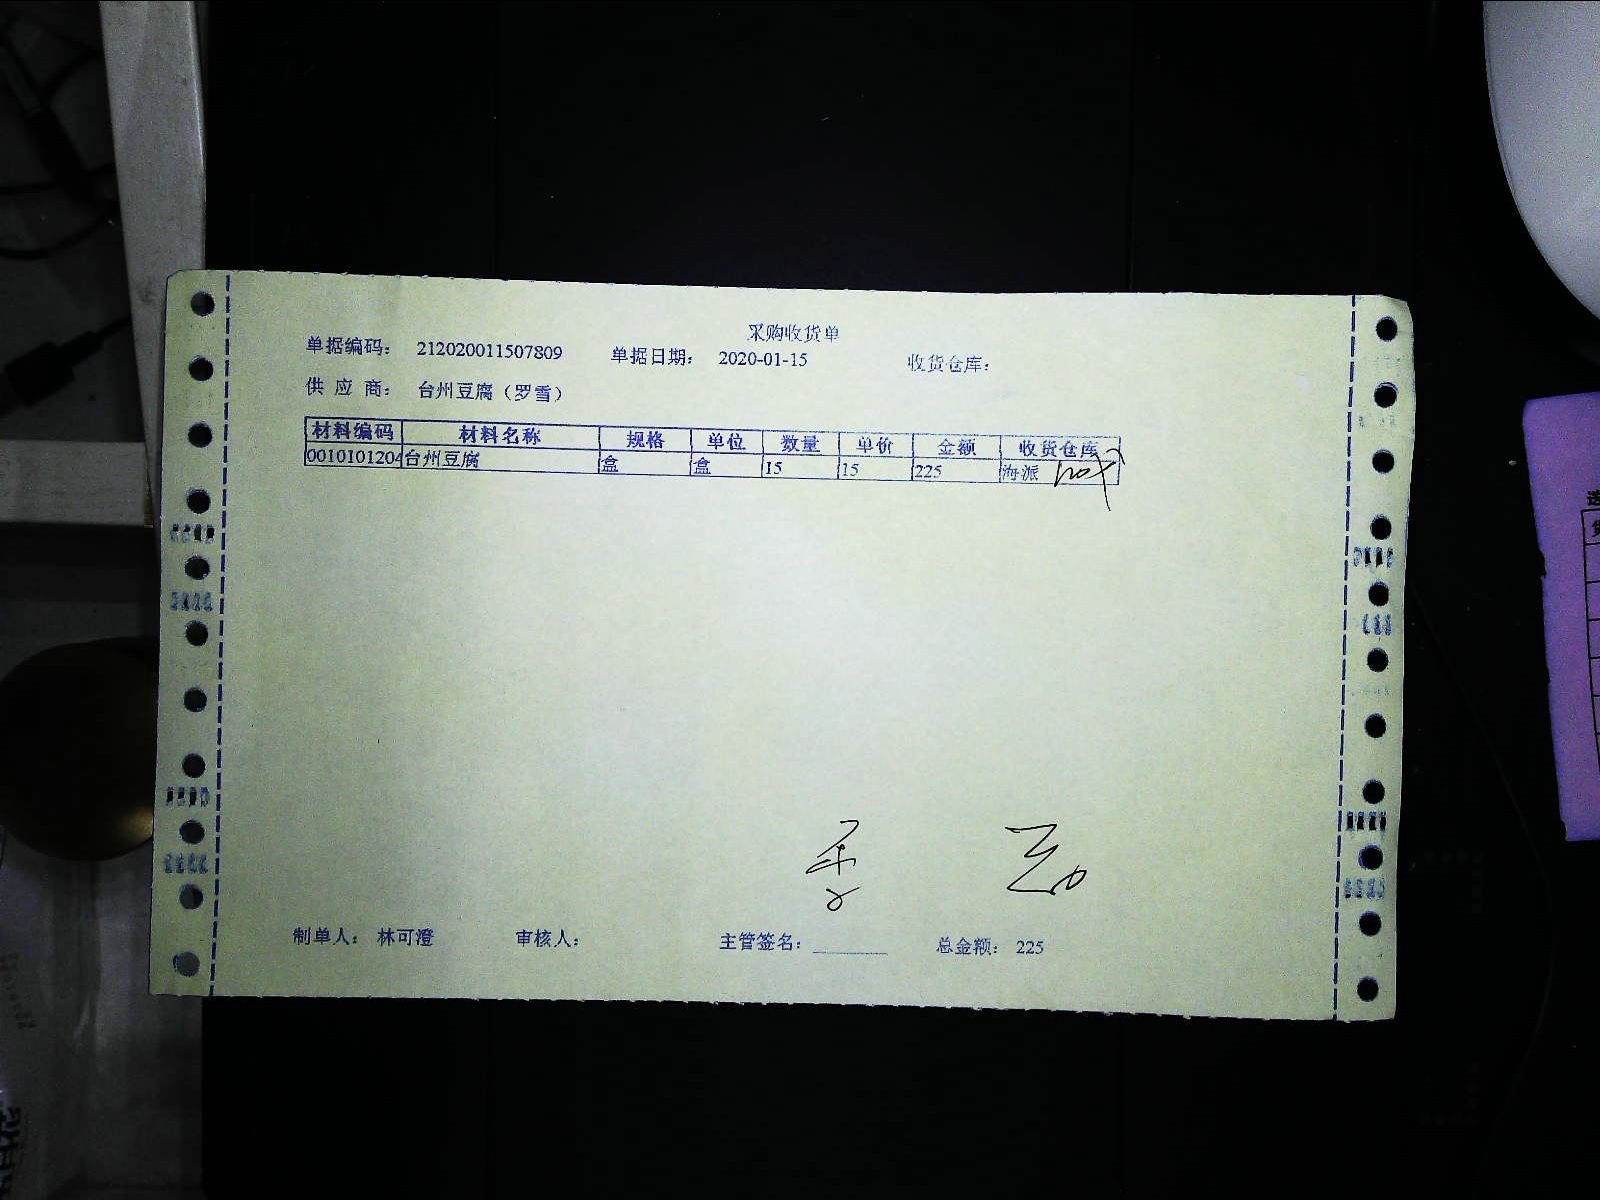 采购收货单
单据编码： 212020011507809 单据日期： 2020-01-15 收货仓库：
供 应 商： 台州豆腐（罗雪）
材料编码 材料名称 规格 单位 数量 单价 金额 收货仓库
0010101204 台州豆腐 盒 盒 15 15 225 海派
制单人： 林可澄 审核人： 主管签名： 总金额： 225